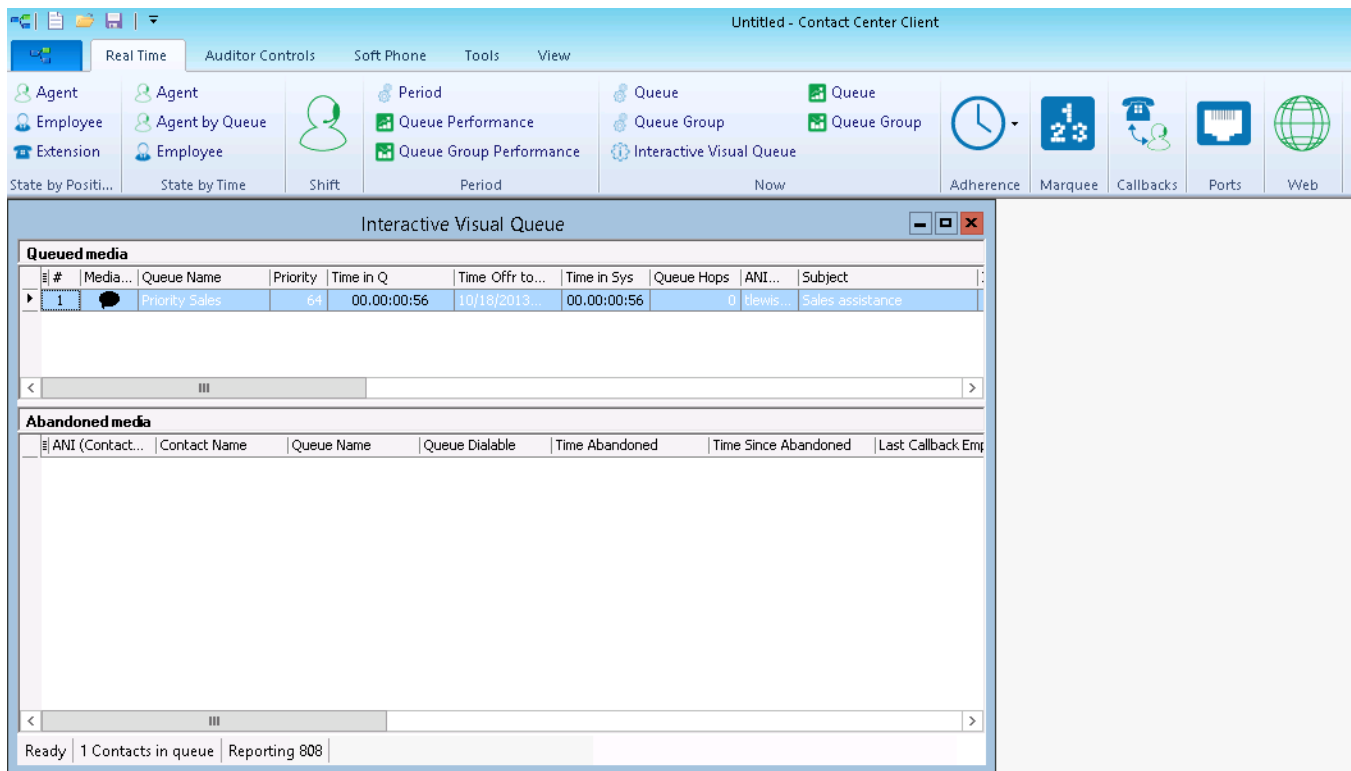 Untitled - Contact Center Client
Real Time Auditor Controls Soft Phone Tools View
Agent Agent Period Queue Queue
Employee Agent by Queue Queue Performance Queue Group Queue Group
Extension Employee Queue Group Performance Interactive Visual Queue
State by Positi... State by Time Shift Period Now Adherence Marquee Callbacks Ports Web
1
2 3
Interactive Visual Queue
Queued media
# Media... Queue Name Priority Time in Q Time Offr to... Time in Sys Queue Hops ANI... Subject
1 Priority Sales 64 00.00:00:56 10/18/2013... 00.00:00:56 0 tlewis... Sales assistance
Abandoned media
ANI (Contact... Contact Name Queue Name Queue Dialable Time Abandoned Time Since Abandoned Last Callback Emp
Ready 1 Contacts in queue Reporting 808